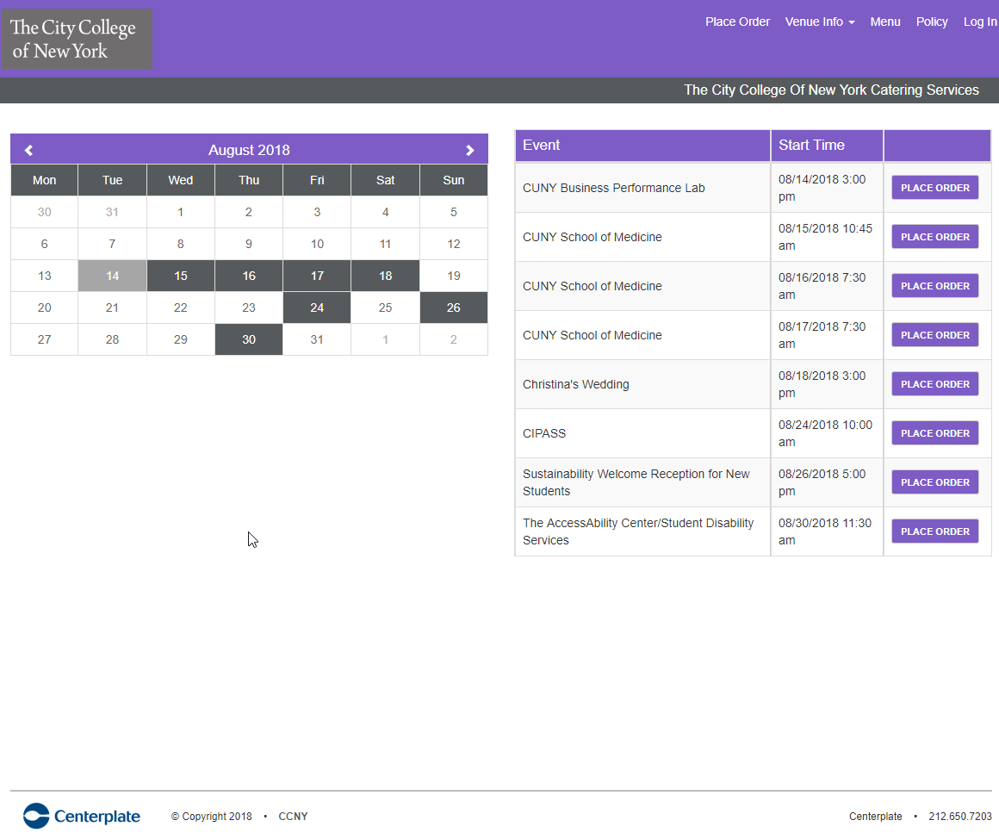 The City College
of New York
Place Order Venue Info Menu Policy Log In
The City College Of New York Catering Services
August 2018
Mon Tue Wed Thu Fri Sat Sun
30 31 1 2 3 4 5
6 7 8 9 10 11 12
13 14 15 16 17 18 19
20 21 22 23 24 25 26
27 28 29 30 31 1 2
Event Start Time
CUNY Business Performance Lab 08/14/2018 3:00
pm
PLACE ORDER
CUNY School of Medicine 08/15/2018 10:45
am
PLACE ORDER
CUNY School of Medicine 08/16/2018 7:30
am
PLACE ORDER
CUNY School of Medicine 08/17/2018 7:30
am
PLACE ORDER
Christina's Wedding 08/18/2018 3:00
pm
PLACE ORDER
CIPASS 08/24/2018 10:00
am
PLACE ORDER
Sustainability Welcome Reception for New
Students
08/26/2018 5:00
pm
PLACE ORDER
The AccessAbility Center/Student Disability
Services
08/30/2018 11:30
am
PLACE ORDER
Centerplate © Copyright 2018 • CCNY Centerplate • 212.650.7203